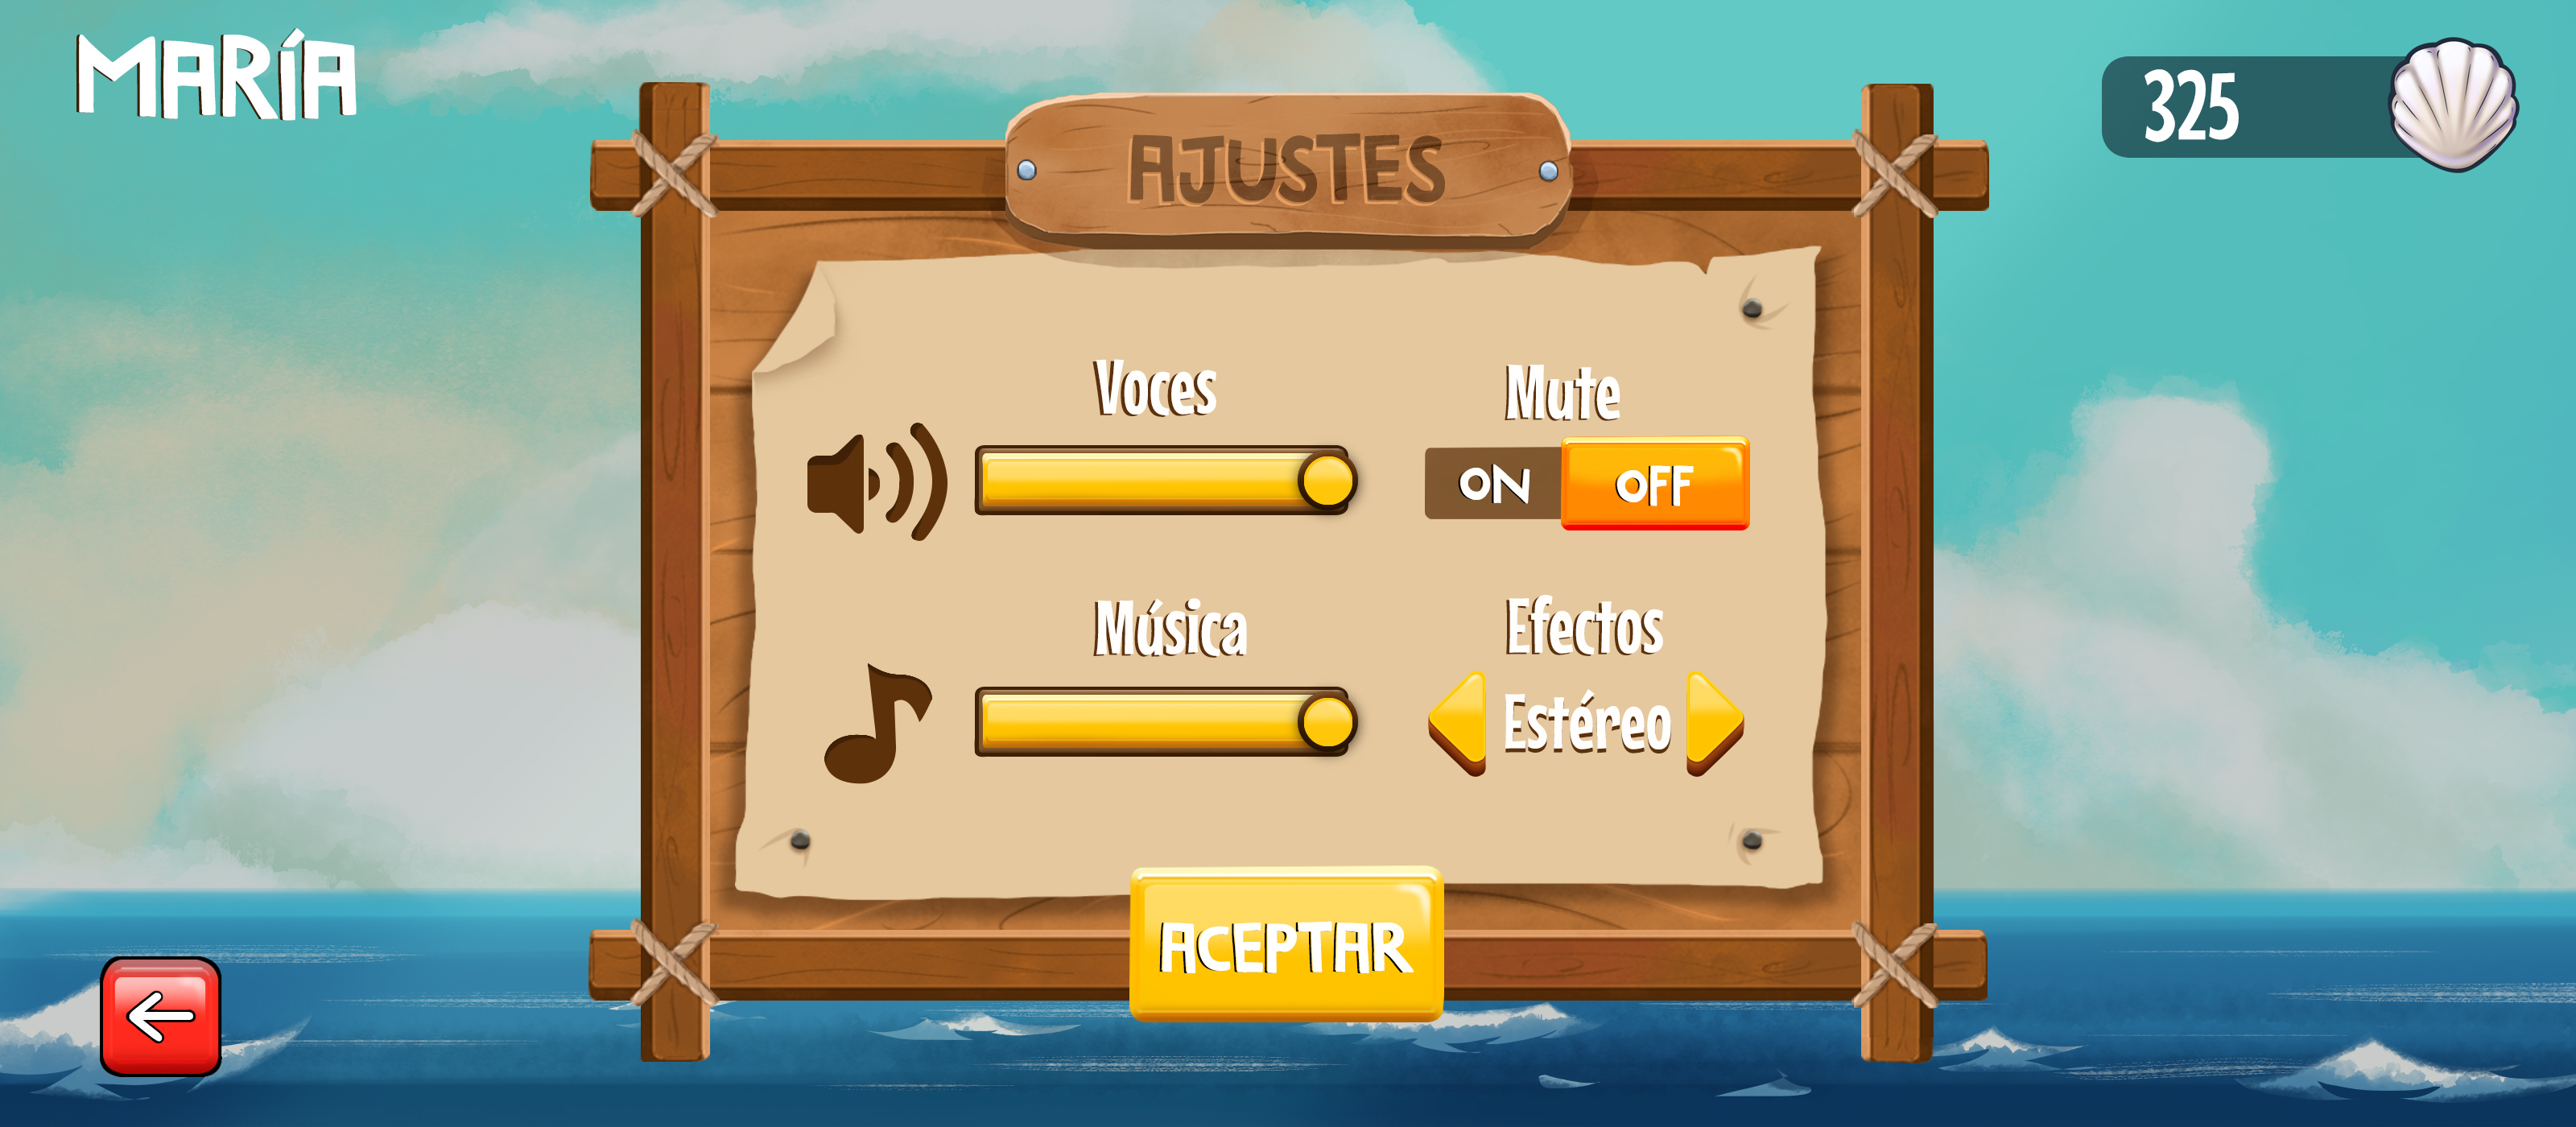 MARÍA
325
AJUSTES
Voces
Mute
ON OFF
Música
Efectos
Estéreo
ACEPTAR